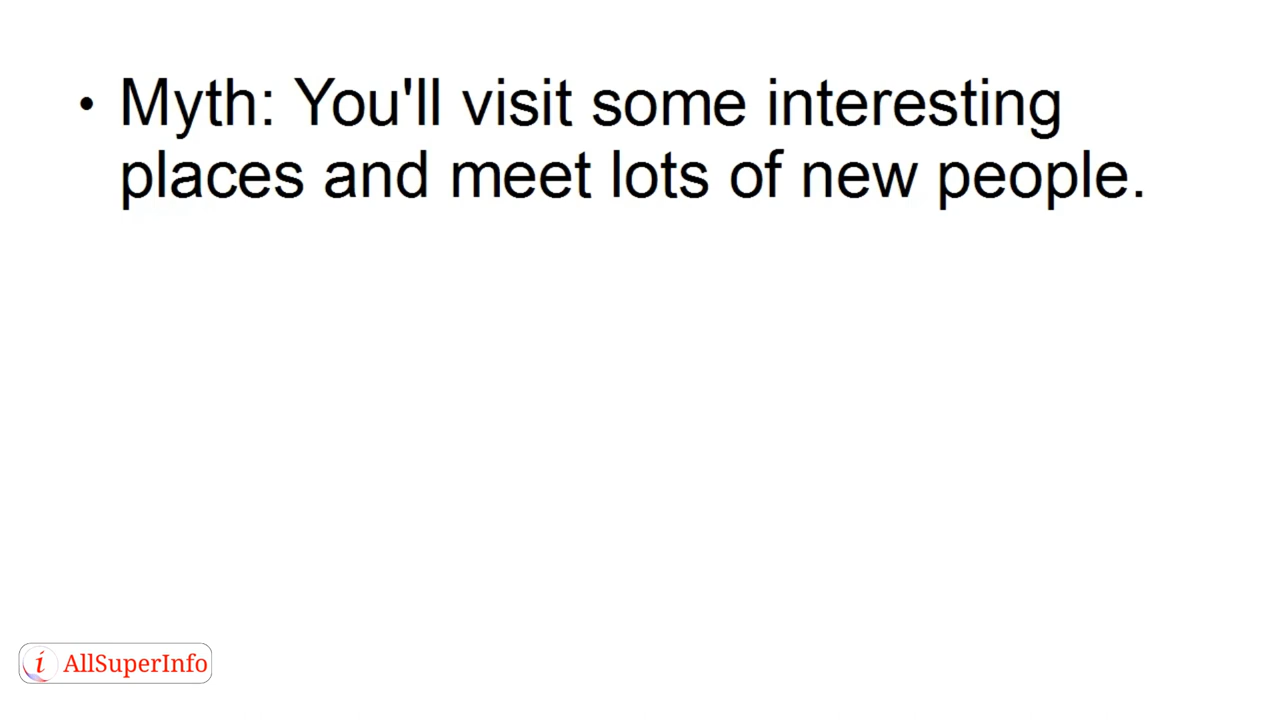 • Myth: You'll visit some interesting
places and meet lots of new people.
i AllSuperInfo